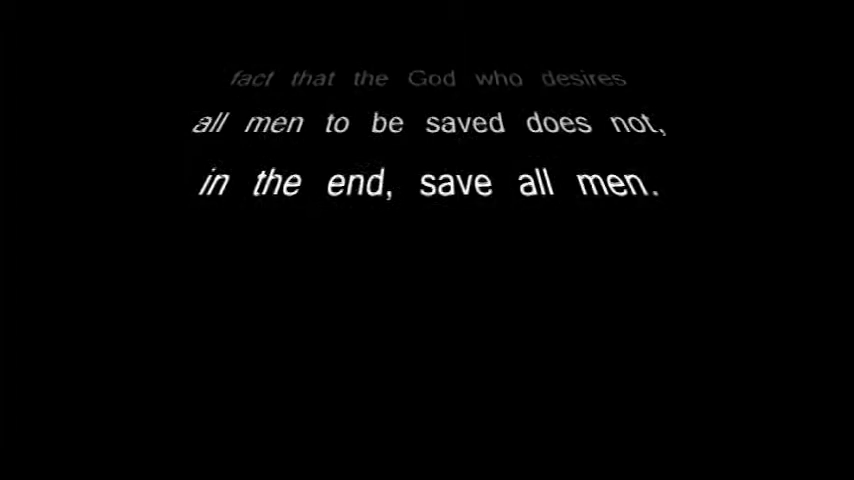 fact that the God who desires
all men to be saved does not,
in the end, save all men.